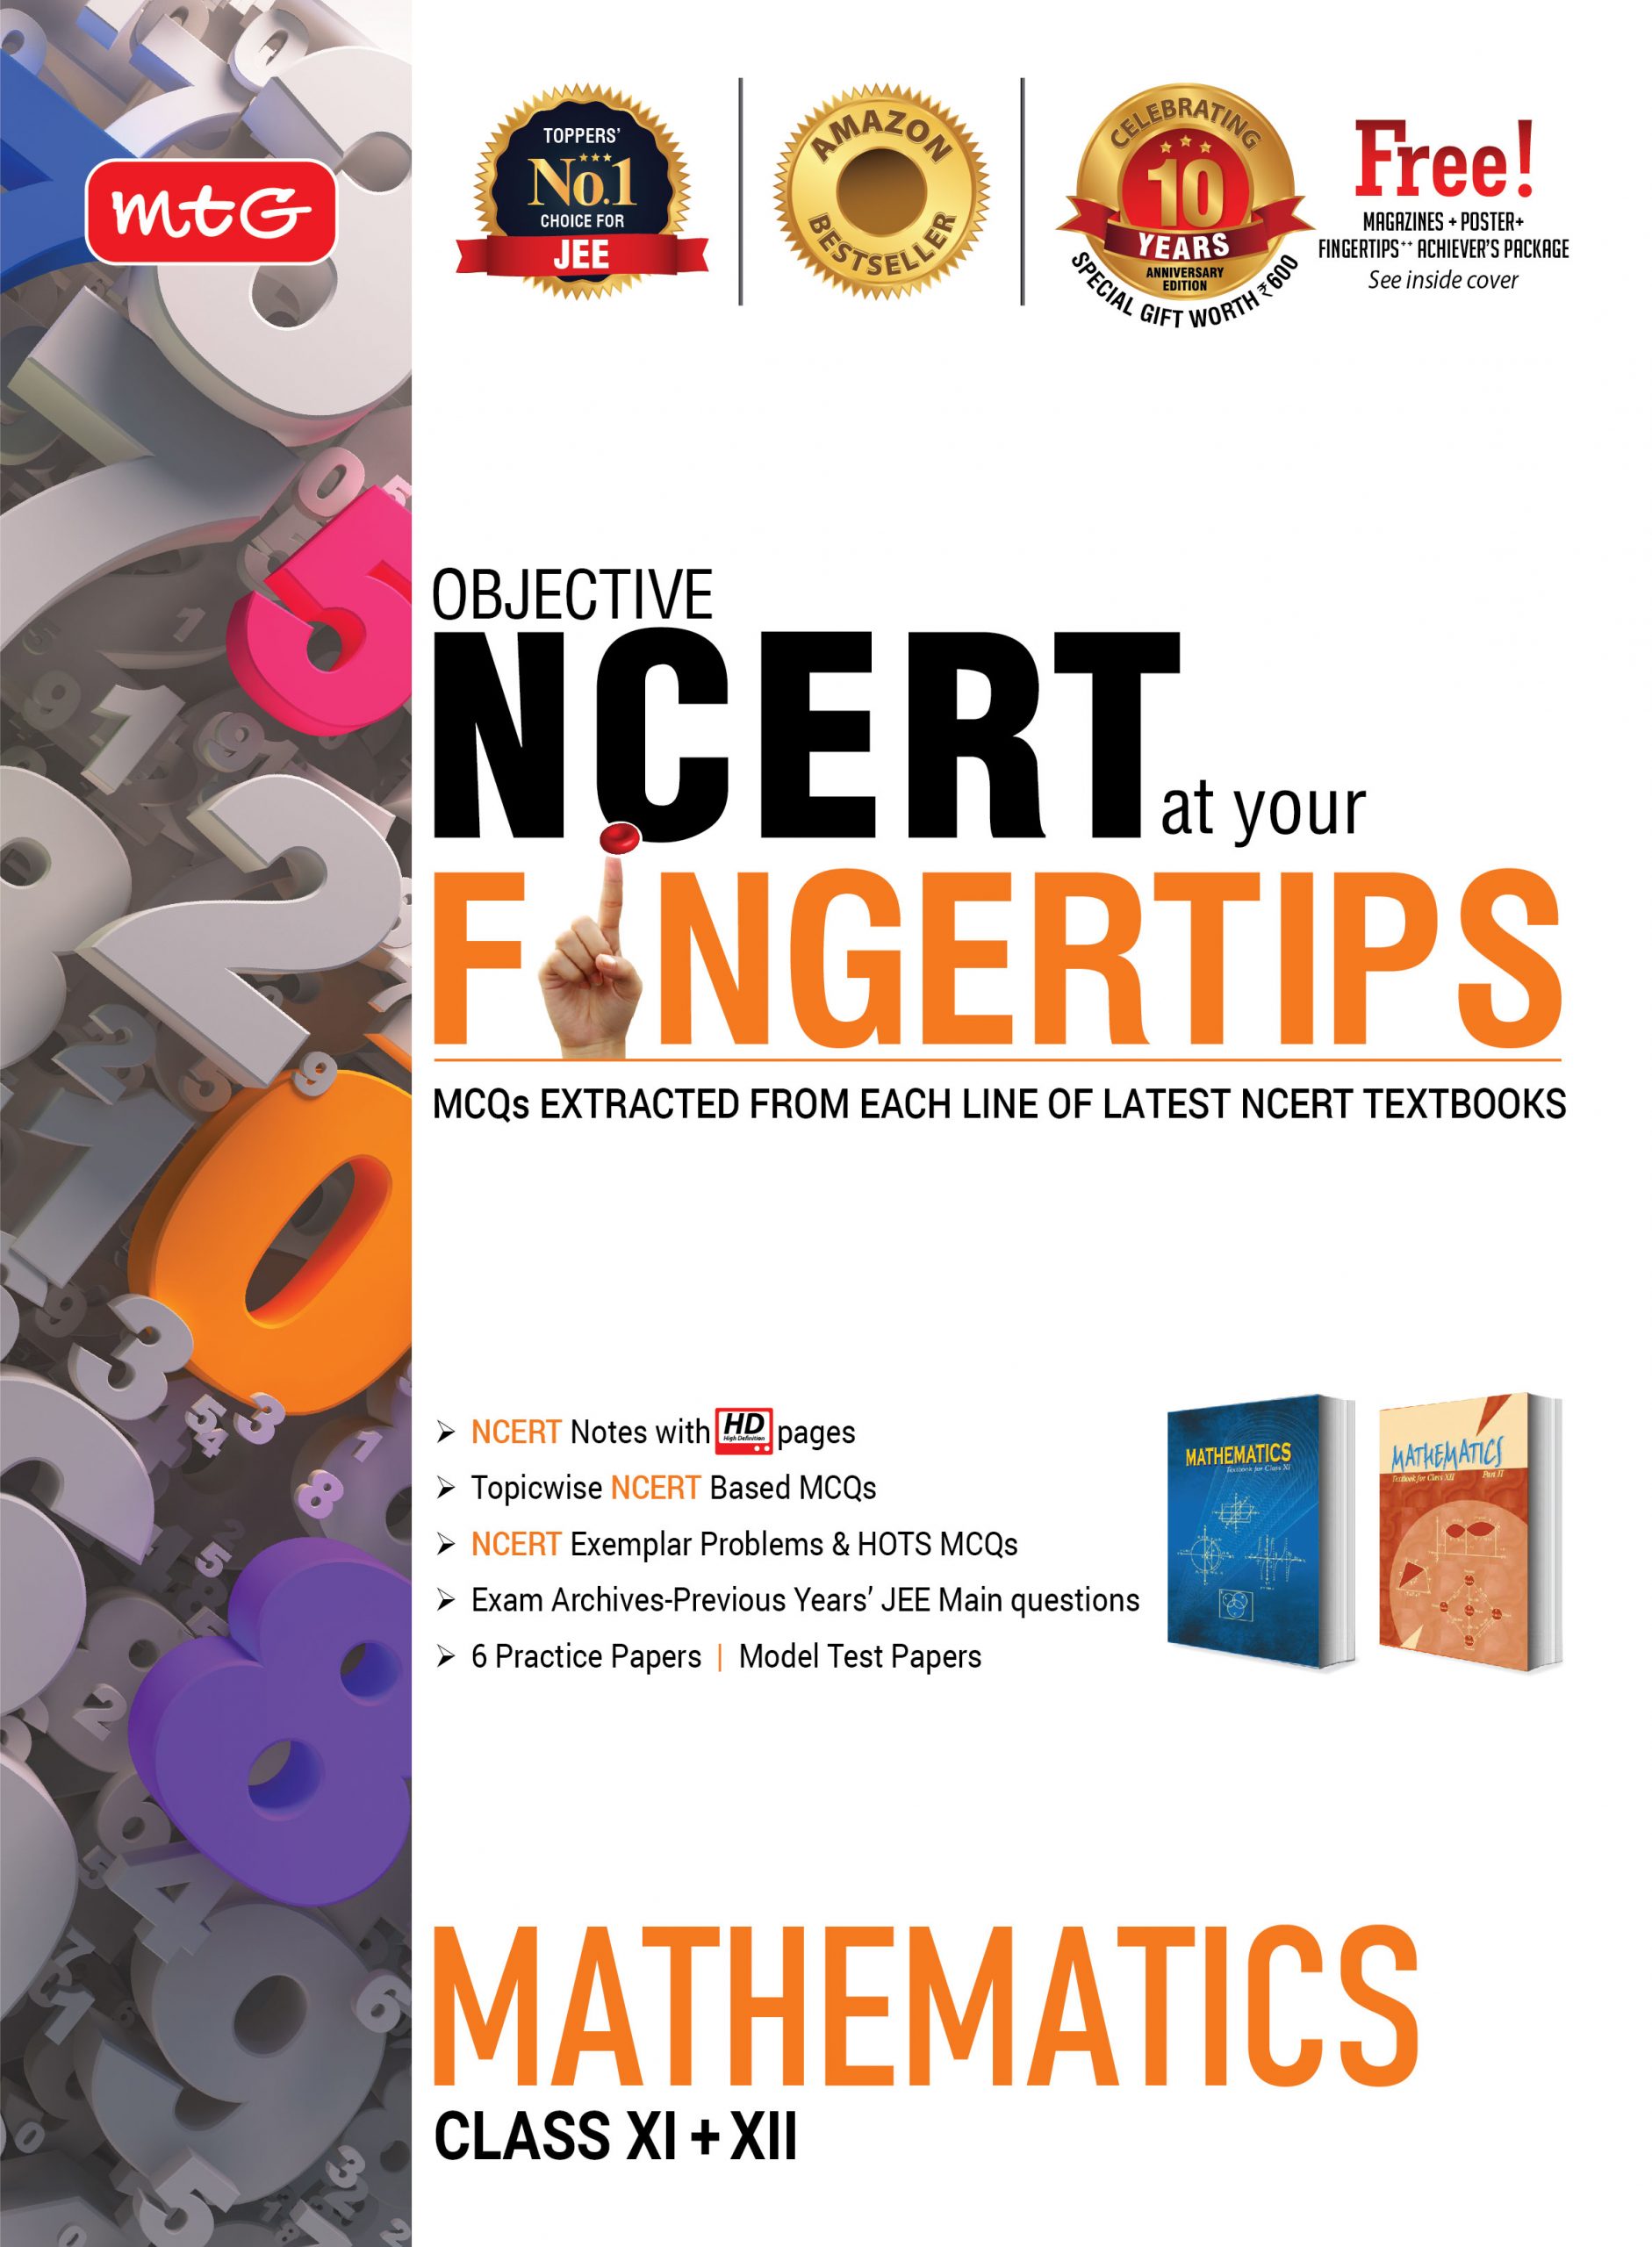 mtG
TOPPERS'
No.1
CHOICE FOR
JEE
AMAZON
BESTSELLER
CELEBRATING
10
YEARS
ANNIVERSARY
EDITION
SPECIAL GIFT WORTH ₹ 600
Free!
MAGAZINES + POSTER+
FINGERTIPS++ ACHIEVER'S PACKAGE
See inside cover
OBJECTIVE
NCERT at your
FINGERTIPS
MCQs EXTRACTED FROM EACH LINE OF LATEST NCERT TEXTBOOKS
➢ NCERT Notes with HD High Definition pages
➢ Topicwise NCERT Based MCQs
➢ NCERT Exemplar Problems & HOTS MCQs
➢ Exam Archives-Previous Years' JEE Main questions
➢ 6 Practice Papers | Model Test Papers
MATHEMATICS
Textbook for Class XI
MATHEMATICS
Textbook for Class XII Part II
MATHEMATICS
CLASS XI + XII